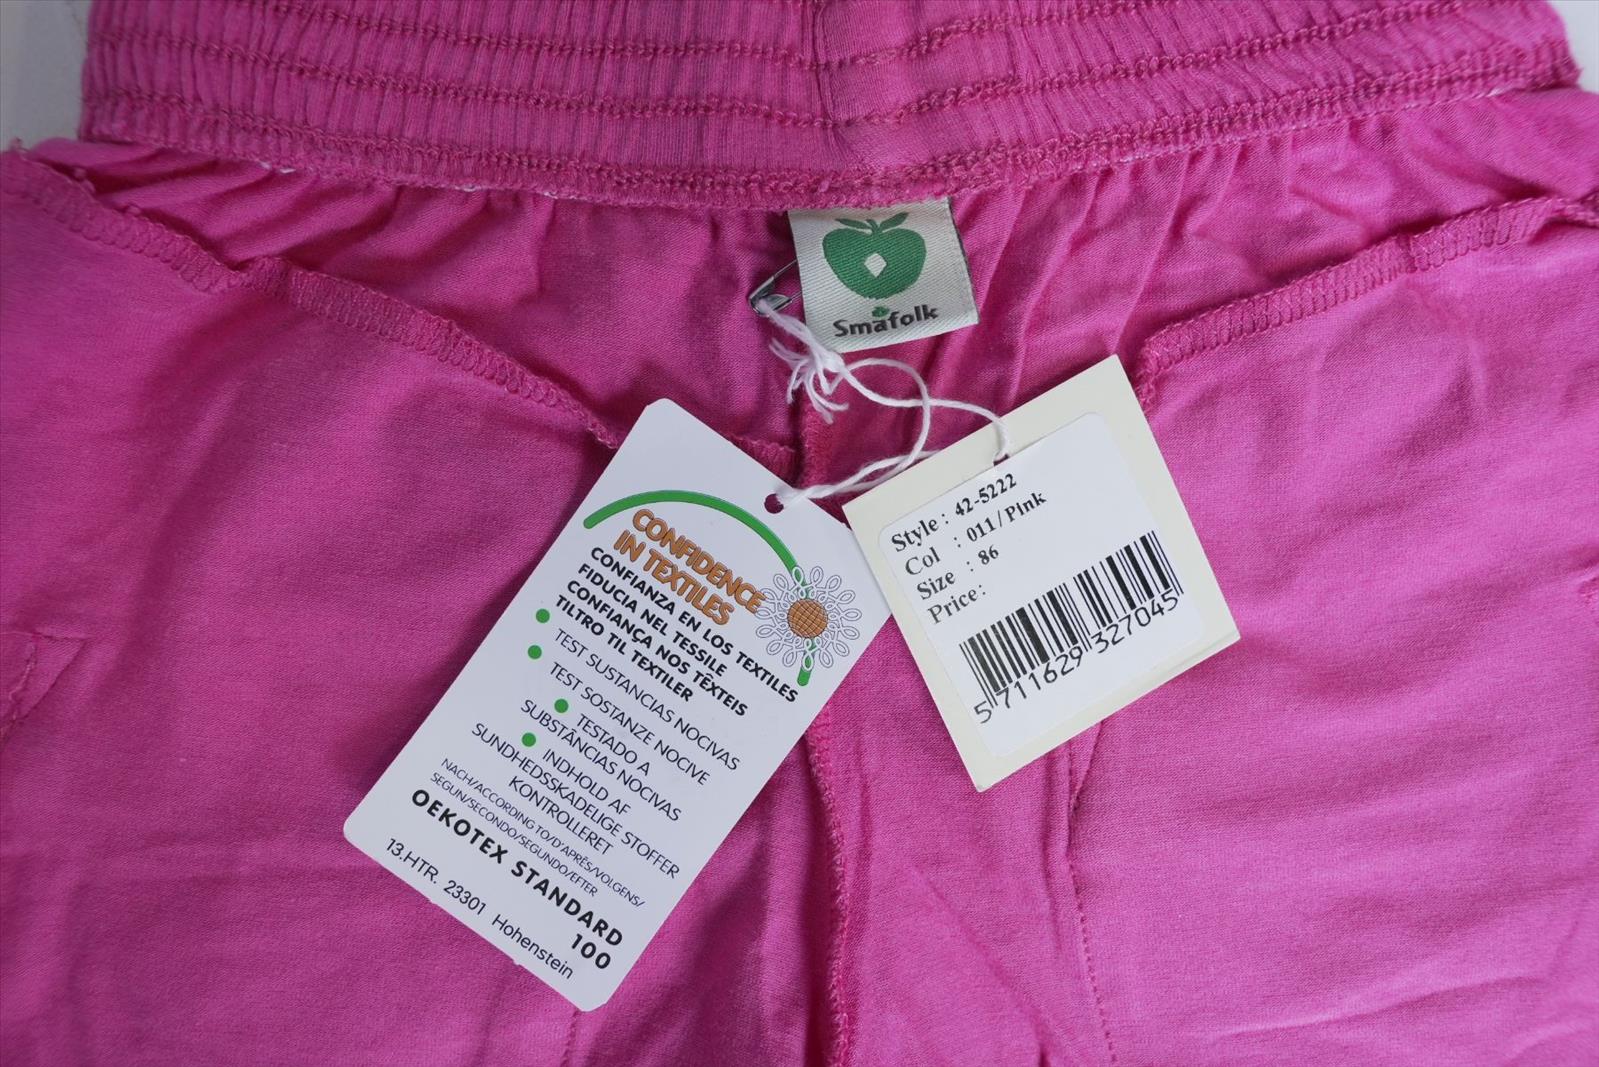 Småfolk
CONFIDENCE
IN TEXTILES
CONFIANZA EN LOS TEXTILES
FIDUCIA NEL TESSILE
CONFIANÇA NOS TÊXTEIS
TILTRO TIL TEXTILER
TEST SUSTANCIAS NOCIVAS
TEST SOSTANZE NOCIVE
TESTADO A
SUBSTÂNCIAS NOCIVAS
INDHOLD AF
SUNDHEDSSKADELIGE STOFFER
KONTROLLERET
NACH/ACCORDING TO/D'APRÈS/VOLGENS/
SEGUN/SECONDO/SEGUNDO/EFTER
OEKOTEX STANDARD
100
13.HTR. 23301 Hohenstein
Style : 42-5222
Col : 011/Pink
Size : 86
Price:
5 711629 327045